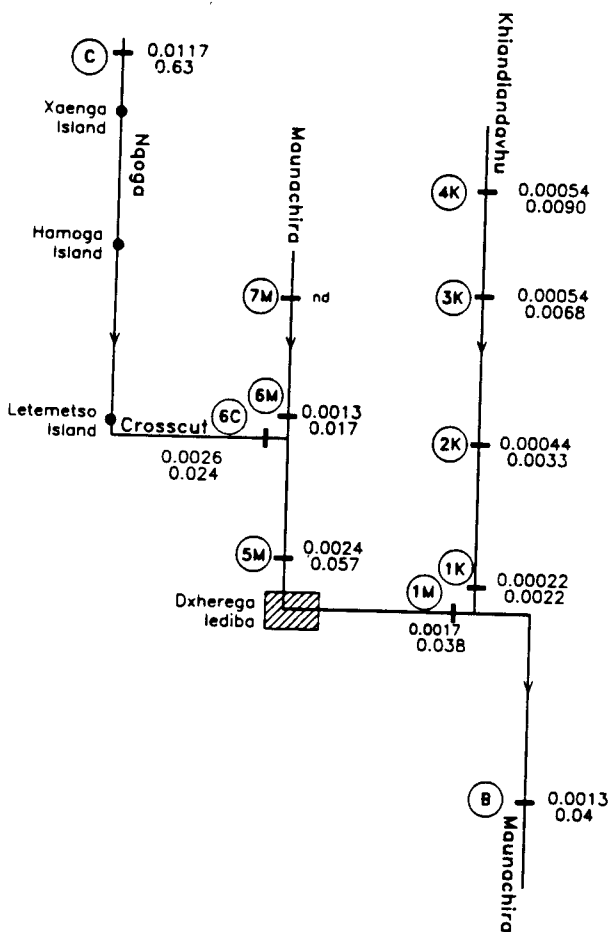 C
0.0117
0.63
Xaenga
Island
Nqoga
Hamoga
Island
Letemetso
Island
Crosscut
6C
0.0026
0.024
Maunachira
7M
nd
6M
0.0013
0.017
5M
0.0024
0.057
Dxherega
lediba
1M
0.0017
0.038
Khiandiandavhu
4K
0.00054
0.0090
3K
0.00054
0.0068
2K
0.00044
0.0033
1K
0.00022
0.0022
B
0.0013
0.04
Maunachira